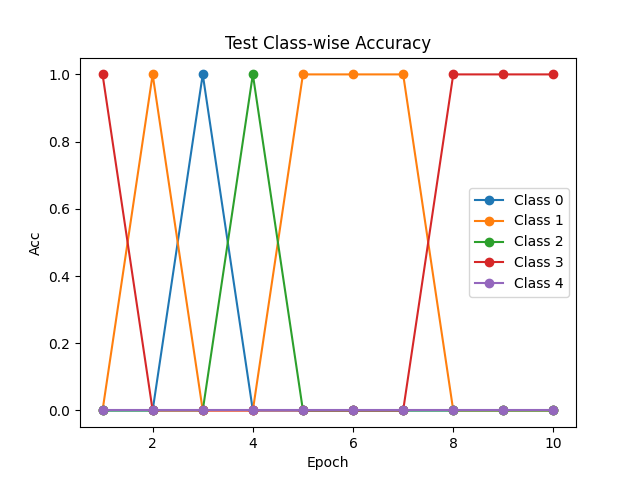 Test Class-wise Accuracy
Acc
1.0
0.8
0.6
0.4
0.2
0.0
Class 0
Class 1
Class 2
Class 3
Class 4
2 4 6 8 10
Epoch